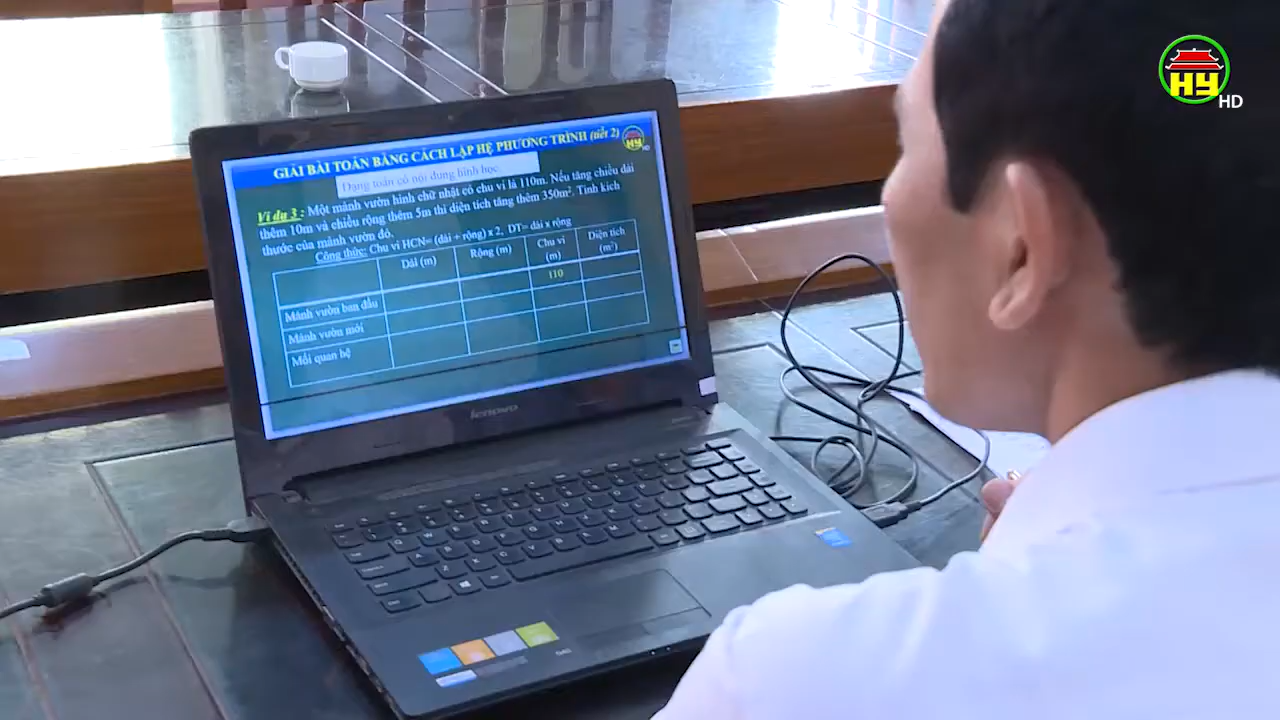 HY
HD
GIẢI BÀI TOÁN BẰNG CÁCH LẬP HỆ PHƯƠNG TRÌNH (tiết 2)
HY
HD
Dạng toán có nội dung hình học
Ví dụ 3 : Một mảnh vườn hình chữ nhật có chu vi là 110m. Nếu tăng chiều dài
thêm 10m và chiều rộng thêm 5m thì diện tích tăng thêm 350m². Tính kích
thước của mảnh vườn đó.
Công thức: Chu vi HCN= (dài + rộng) x 2, DT= dài x rộng
Dài (m) Rộng (m) Chu vi (m) Diện tích (m²)
Mảnh vườn ban đầu 110
Mảnh vườn mới
Mối quan hệ
lenovo